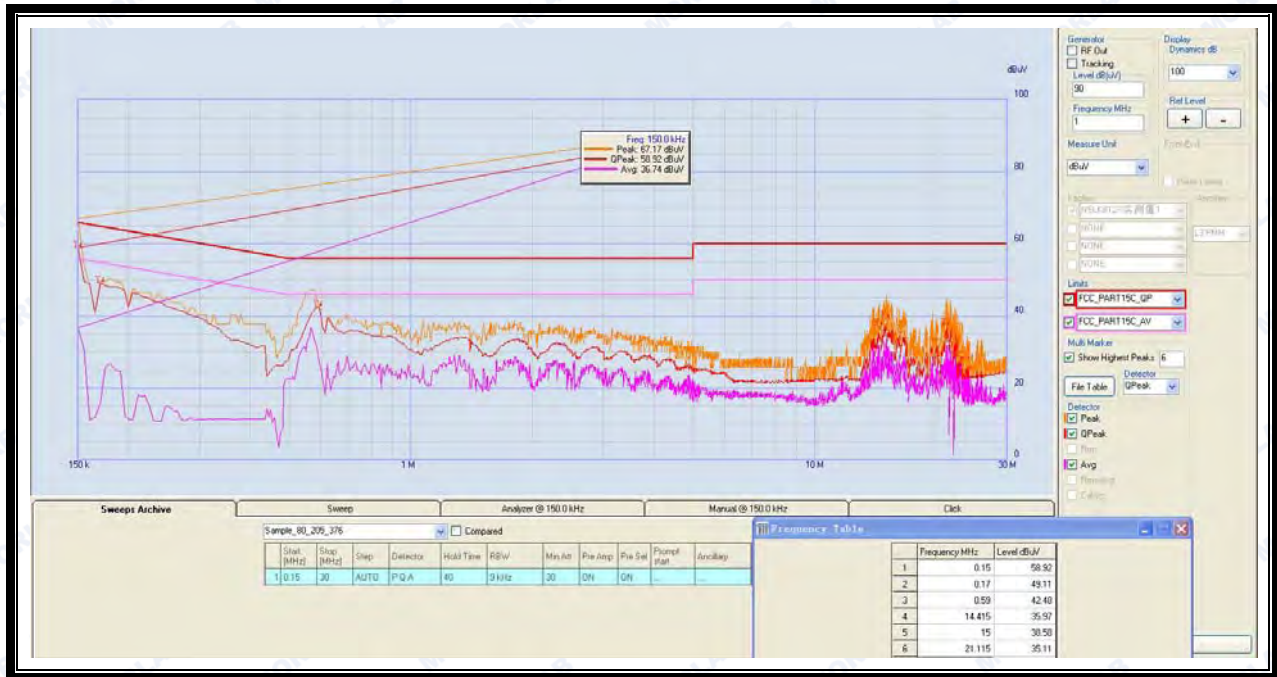 dBuV
100
80
60
40
20
0
150 k
1 M
10 M
30 M
Freq: 150.0 kHz
Peak: 67.17 dBuV
QPeak: 58.92 dBuV
Avg: 36.74 dBuV
Generator
RF Out
Tracking
Level dB(uV)
90
Frequency MHz
1
Measure Unit
dBuV
Display
Dynamics dB
100
Ref Level
+ -
NONE
NONE
NONE
Limits
FCC_PART15C_QP
FCC_PART15C_AV
Multi Marker
Show Highest Peaks 6
Detector
File Table QPeak
Detector
Peak
QPeak
Avg
Sweeps Archive Sweep Analyzer @ 150.0 kHz Manual @ 150.0 kHz Click
Sample_80_205_376 Compared
Start [MHz] Stop [MHz] Step Detector Hold Time RBW Min Att Pre Amp Pre Sel Prompt start Ancillary
1 0.15 30 AUTO P Q A 40 9 kHz 30 ON ON ... ...
Frequency Table
Frequency MHz Level dBuV
1 0.15 58.92
2 0.17 49.11
3 0.59 42.48
4 14.415 35.97
5 15 38.58
6 21.115 35.11